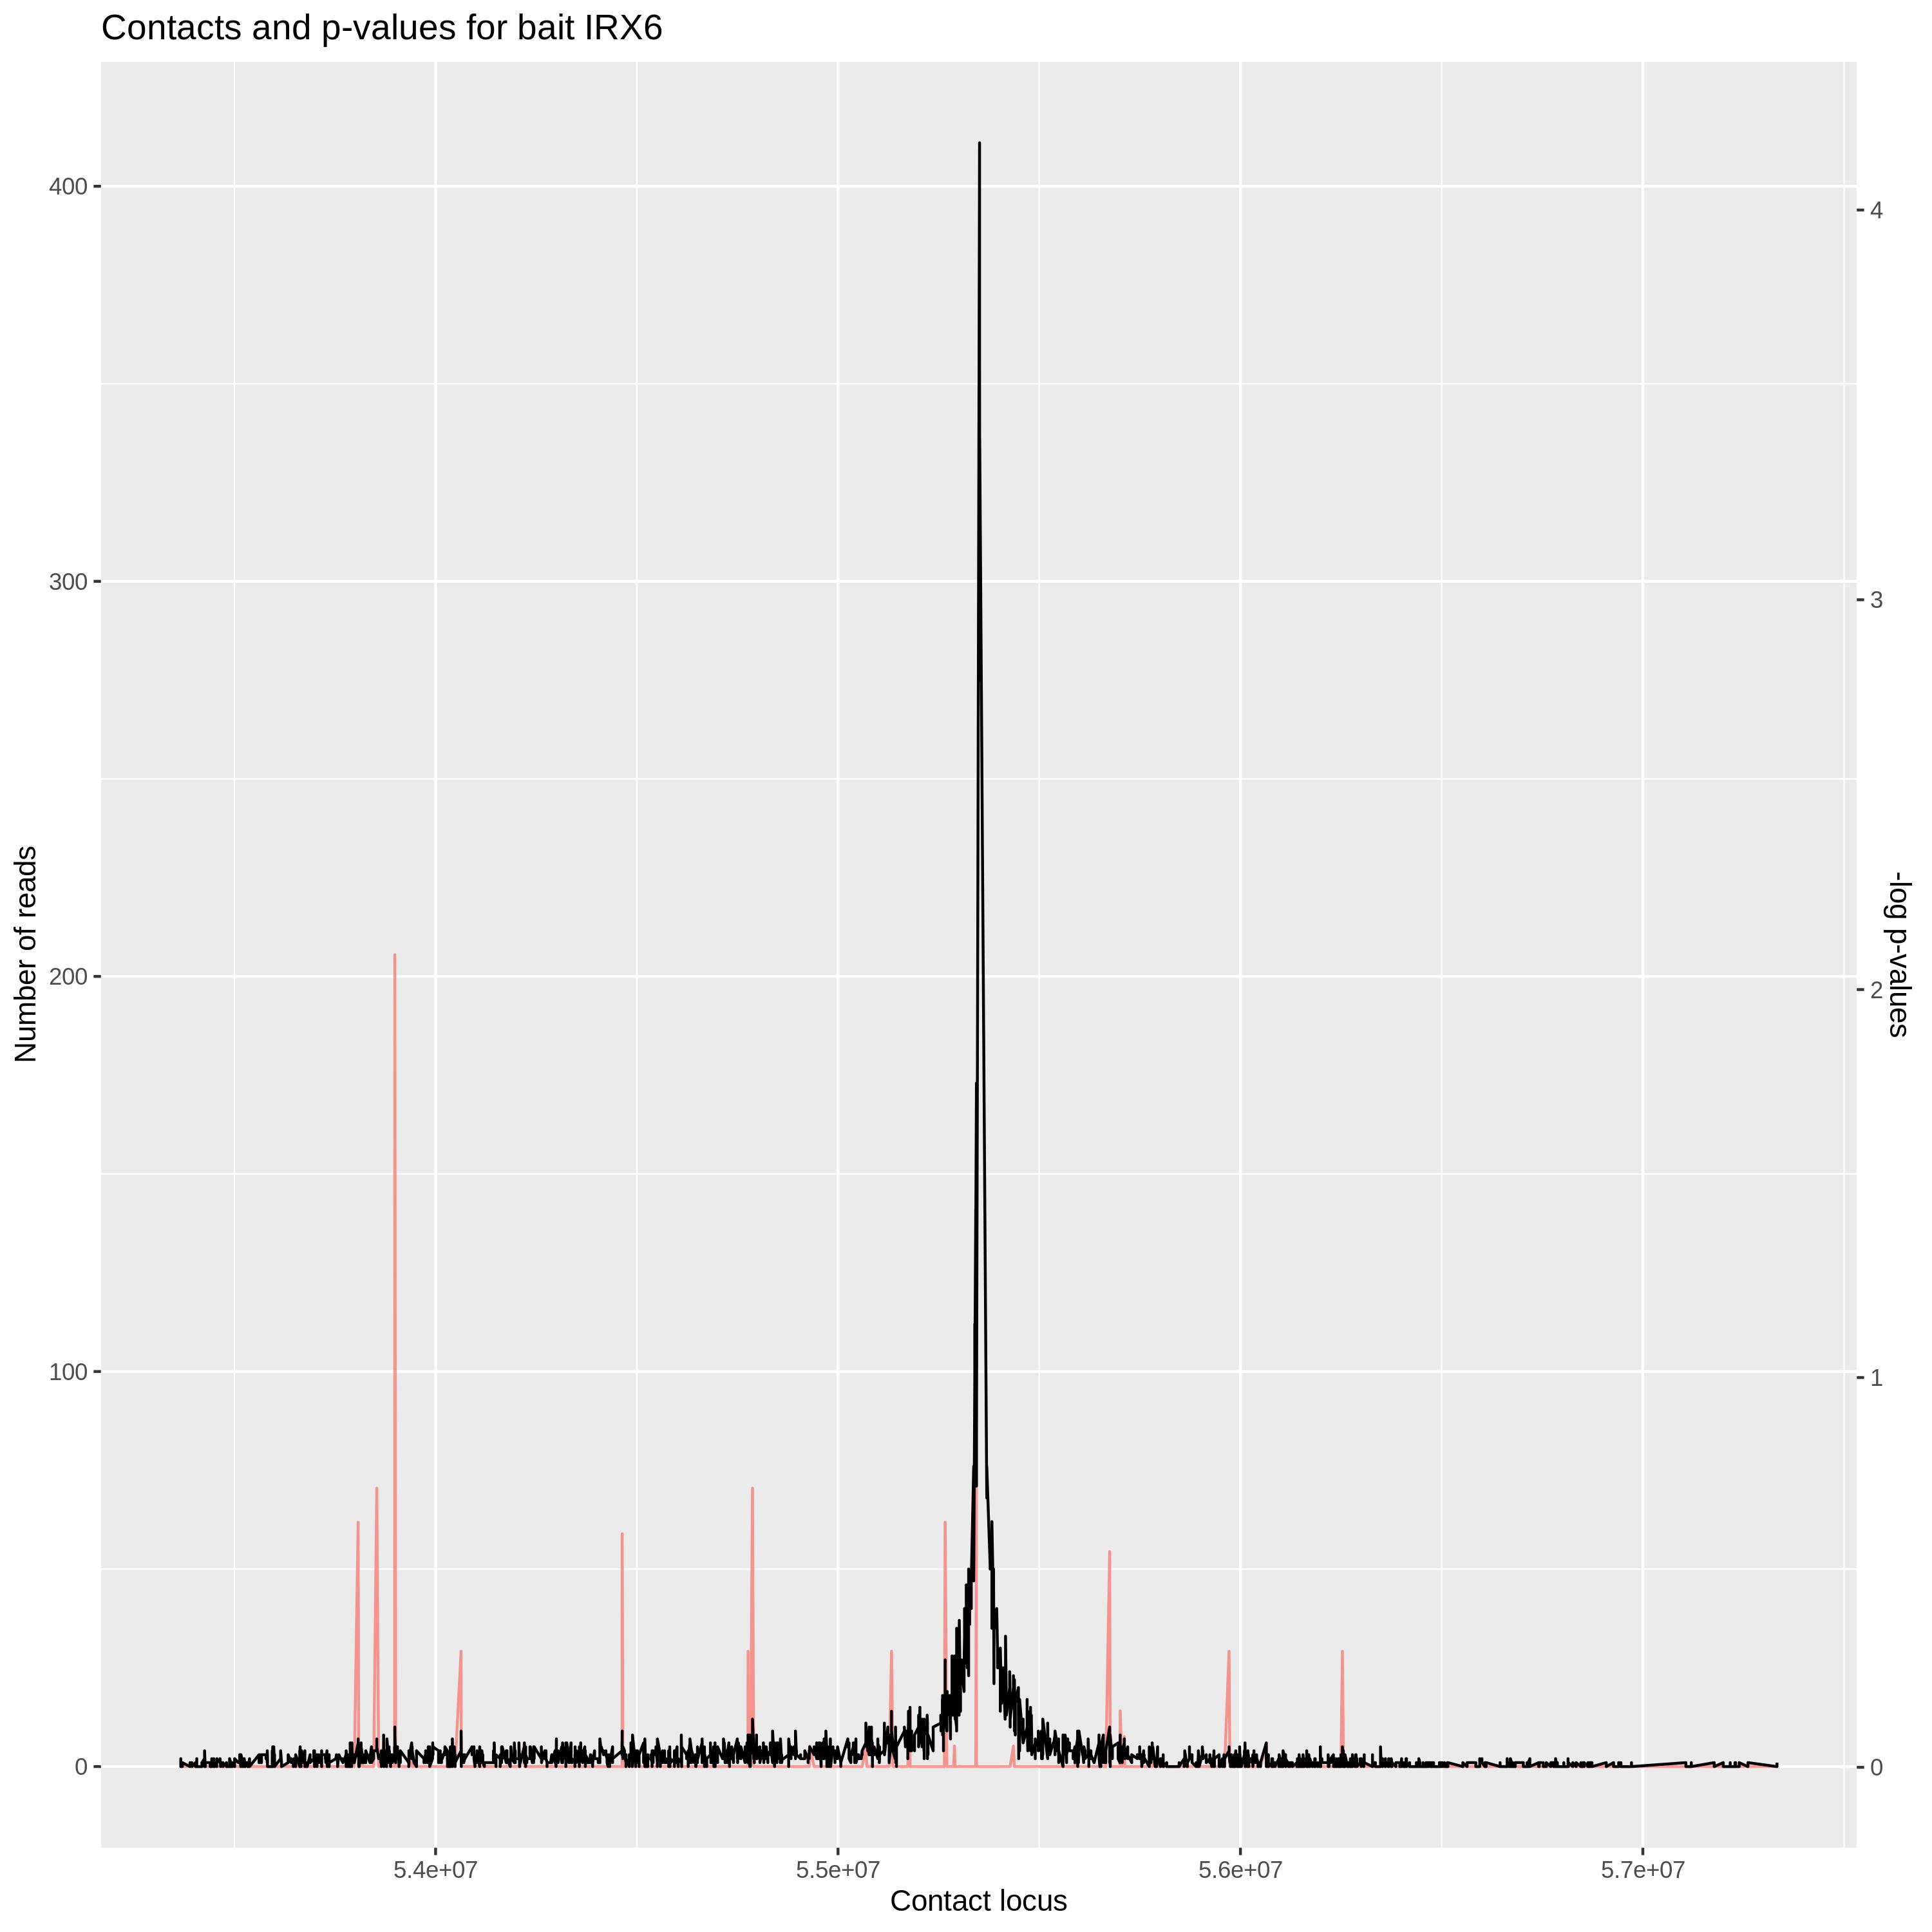 Contacts and p-values for bait IRX6
400
300
200
100
0
Number of reads
4
3
2
1
0
-log p-values
5.4e+07
5.5e+07
5.6e+07
5.7e+07
Contact locus